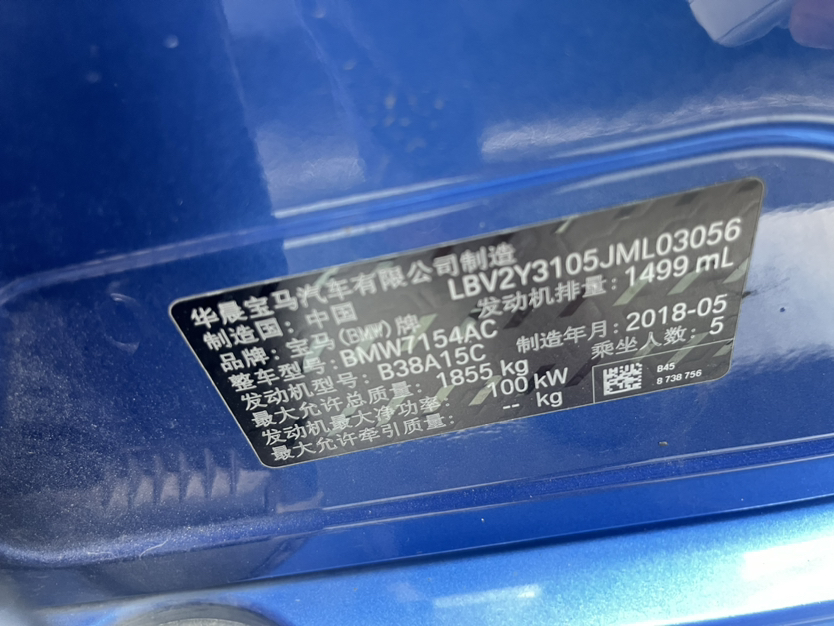 华晨宝马汽车有限公司制造
制造国：中国 LBV2Y3105JML03056
品牌：宝马(BMW)牌 发动机排量：1499 mL
整车型号：BMW7154AC
发动机型号：B38A15C 制造年月：2018-05
最大允许总质量：1855 kg 乘坐人数：5
发动机最大净功率：100 kW
最大允许牵引质量：-- kg
B45
8 738 756